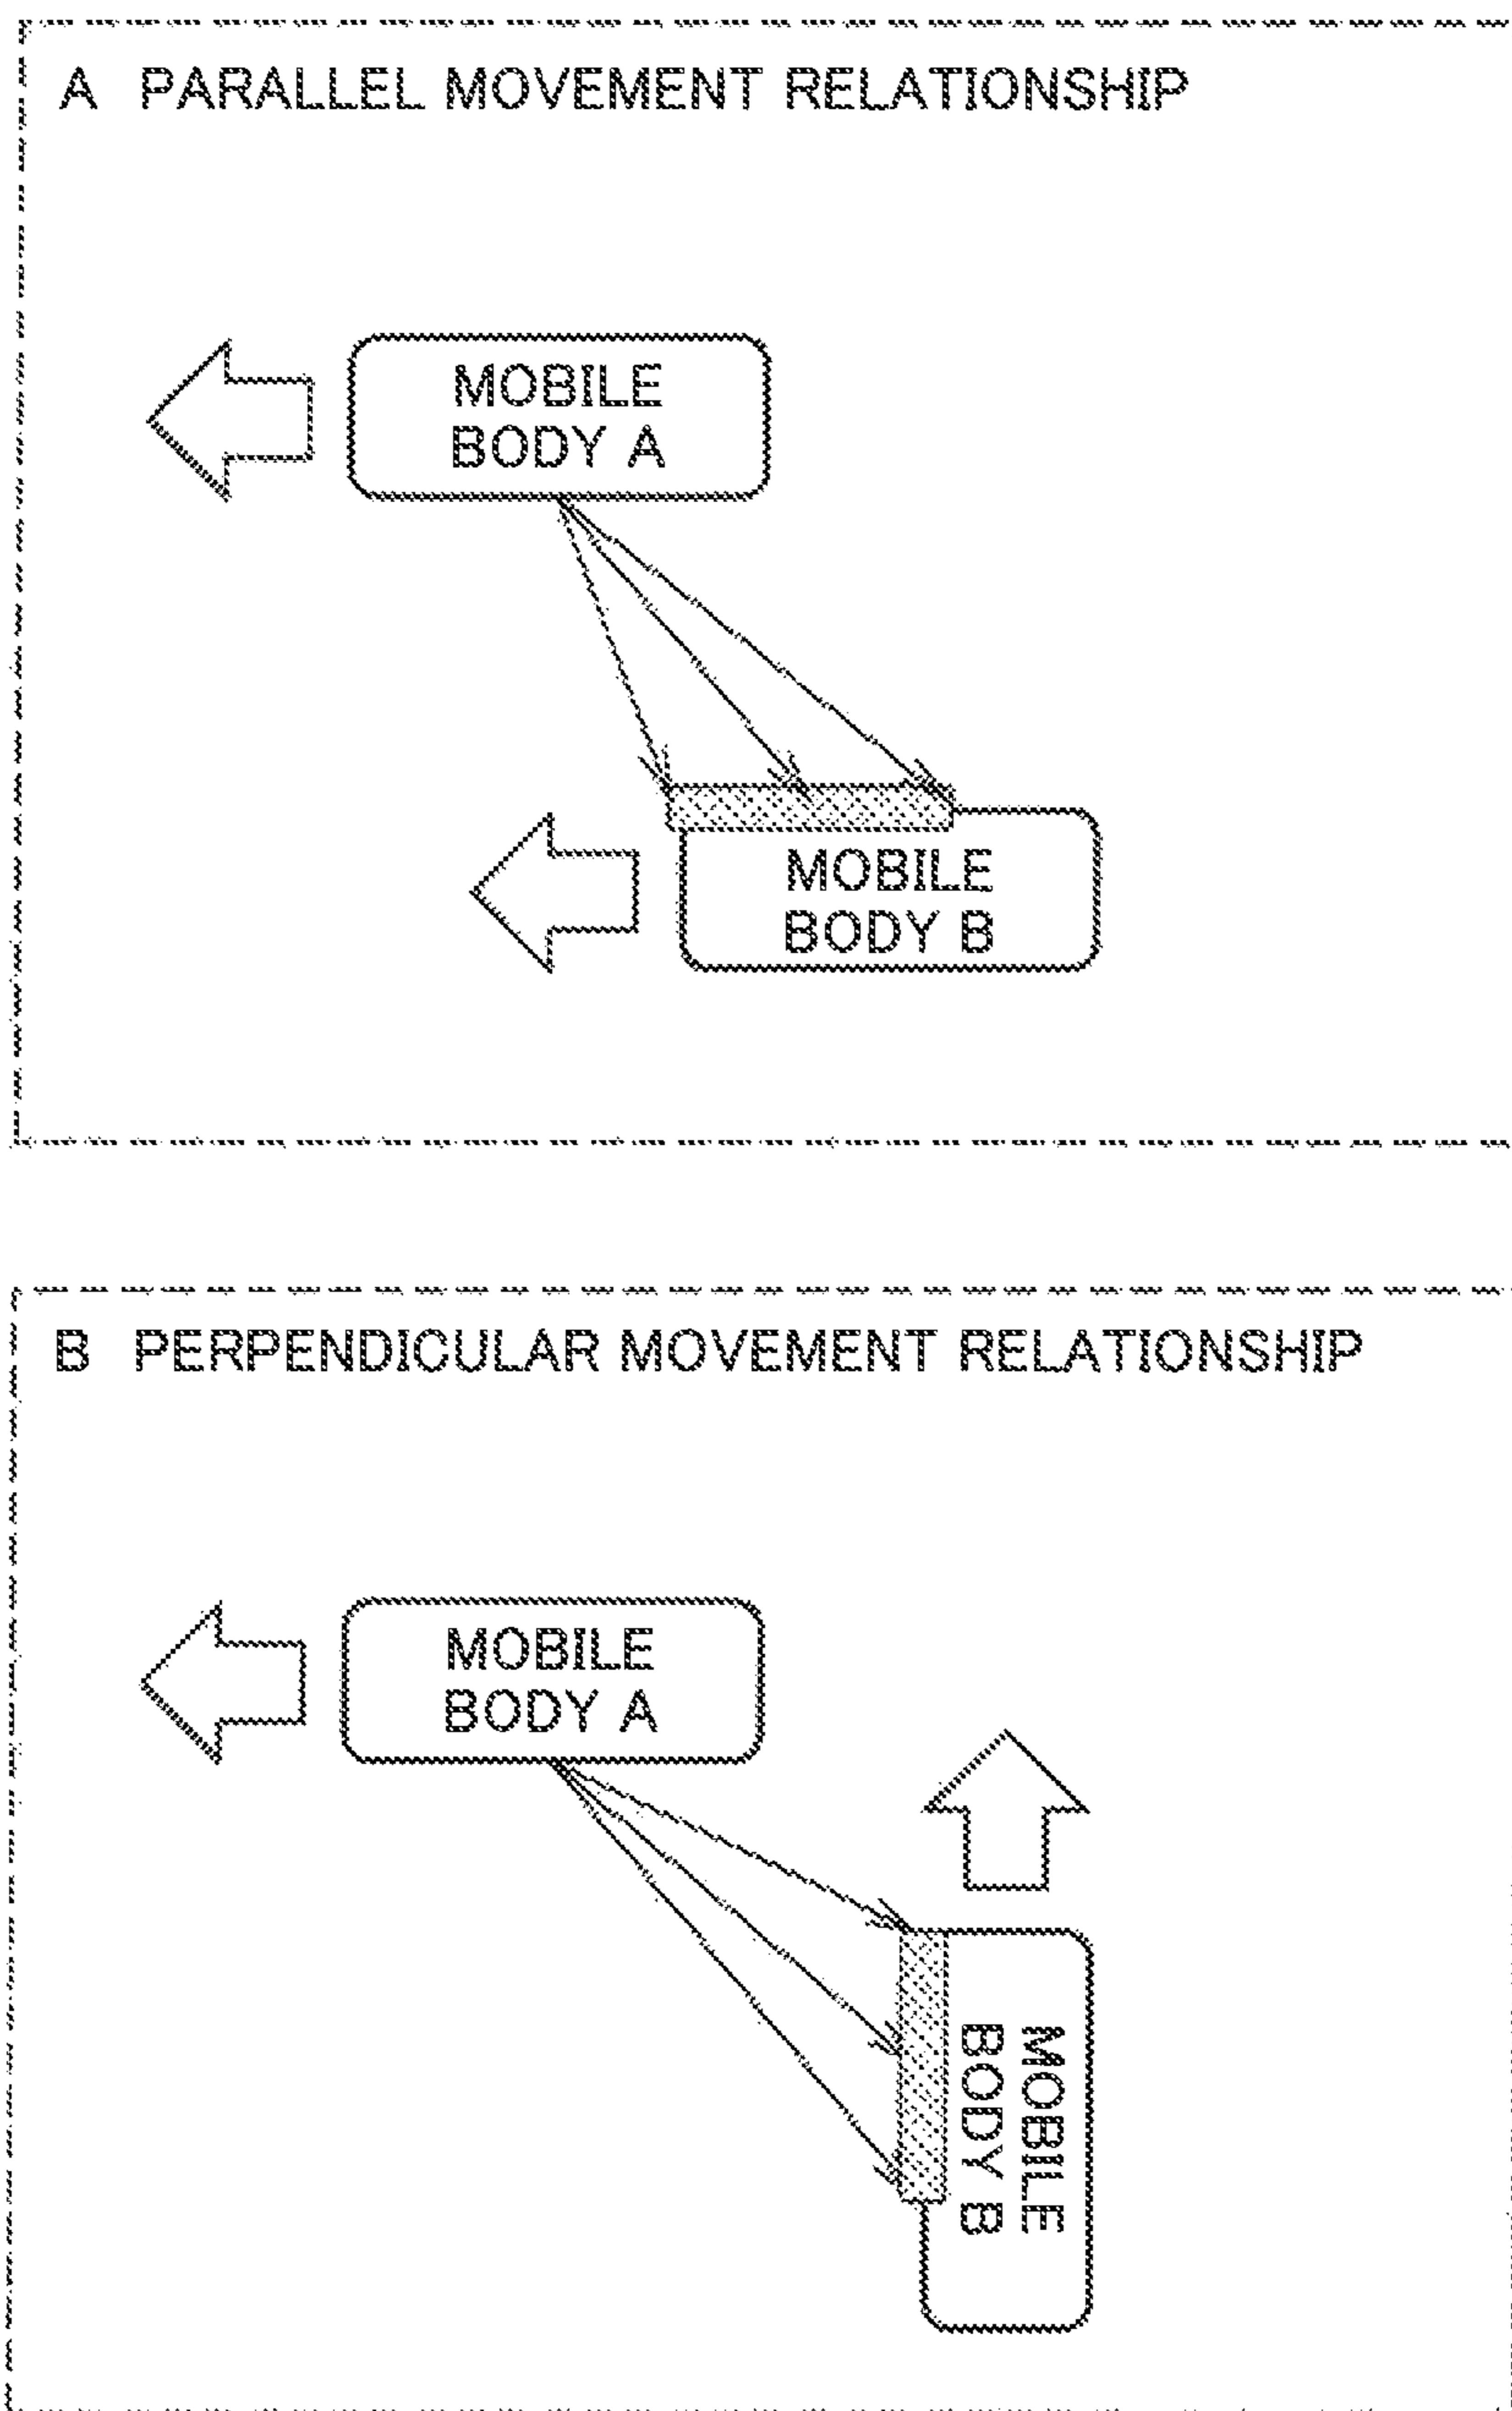 A PARALLEL MOVEMENT RELATIONSHIP
MOBILE
BODY A
MOBILE
BODY B
B PERPENDICULAR MOVEMENT RELATIONSHIP
MOBILE
BODY A
MOBILE
BODY B